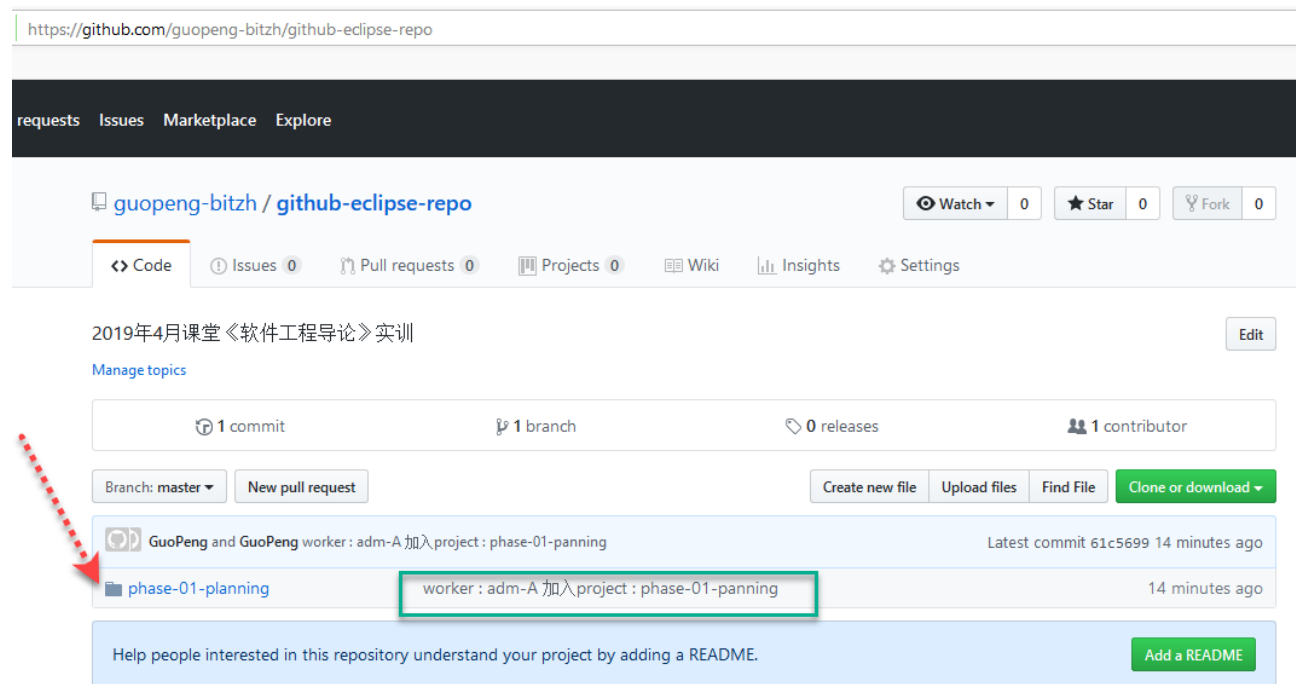 https://github.com/guopeng-bitzh/github-eclipse-repo
requests Issues Marketplace Explore
guopeng-bitzh / github-eclipse-repo Watch 0 Star 0 Fork 0
Code Issues 0 Pull requests 0 Projects 0 Wiki Insights Settings
2019年4月课堂《软件工程导论》实训 Edit
Manage topics
1 commit 1 branch 0 releases 1 contributor
Branch: master New pull request Create new file Upload files Find File Clone or download
GuoPeng and GuoPeng worker : adm-A 加入project : phase-01-panning Latest commit 61c5699 14 minutes ago
phase-01-planning worker : adm-A 加入project : phase-01-panning 14 minutes ago
Help people interested in this repository understand your project by adding a README. Add a README